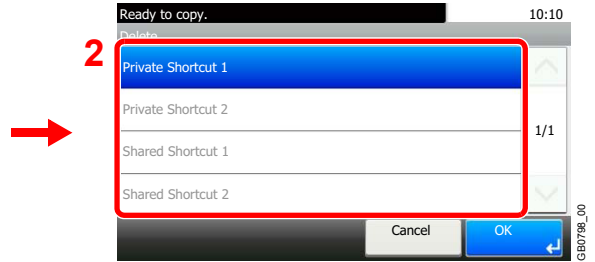 Ready to copy. 10:10
Delete
2
Private Shortcut 1
Private Shortcut 2
1/1
Shared Shortcut 1
Shared Shortcut 2
Cancel OK
GB0798_00